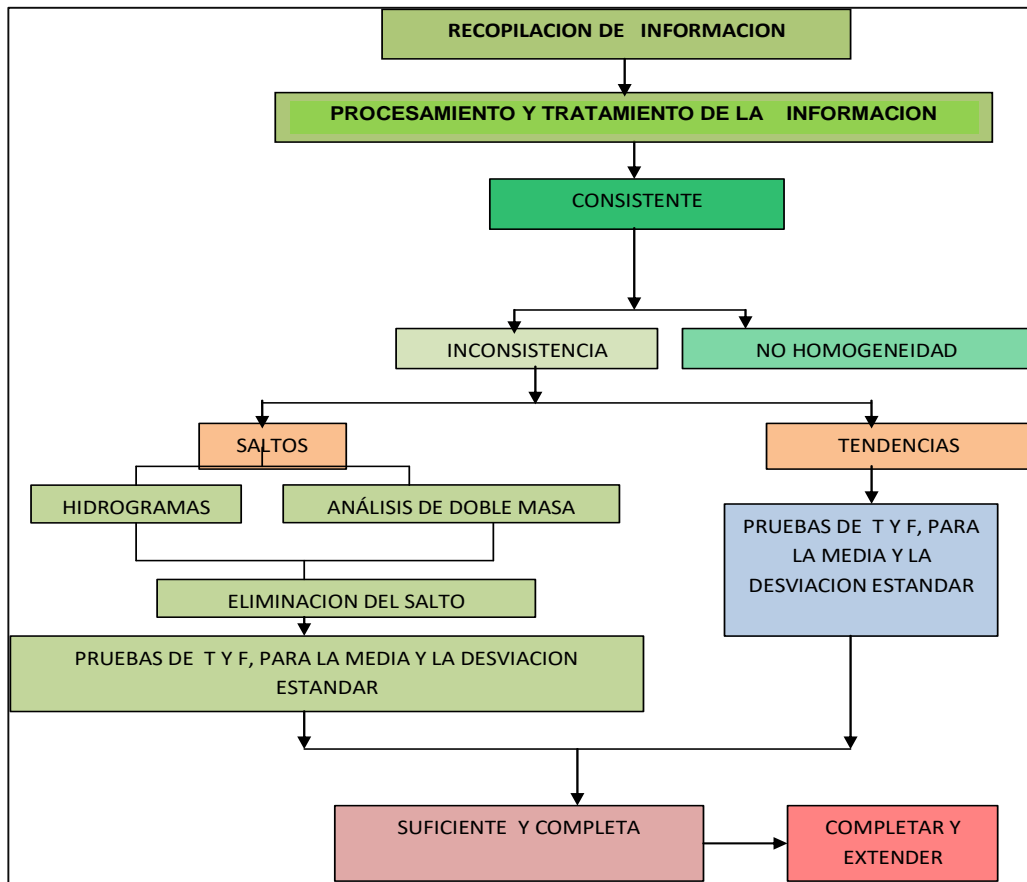 RECOPILACION DE INFORMACION
PROCESAMIENTO Y TRATAMIENTO DE LA INFORMACION
CONSISTENTE
INCONSISTENCIA
NO HOMOGENEIDAD
SALTOS
TENDENCIAS
HIDROGRAMAS
ANÁLISIS DE DOBLE MASA
PRUEBAS DE T Y F, PARA
LA MEDIA Y LA
DESVIACION ESTANDAR
ELIMINACION DEL SALTO
PRUEBAS DE T Y F, PARA LA MEDIA Y LA DESVIACION
ESTANDAR
SUFICIENTE Y COMPLETA
COMPLETAR Y
EXTENDER